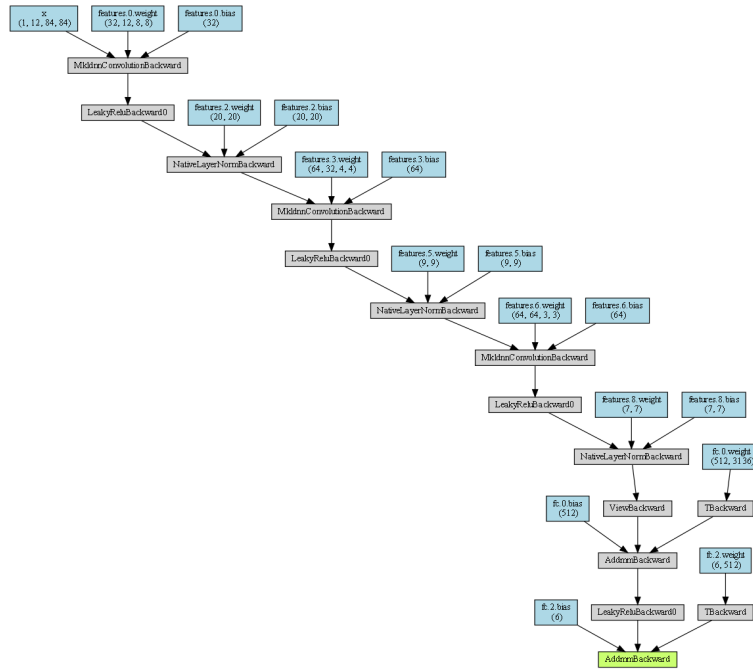 x
(1, 12, 84, 84)
features.0.weight
(32, 12, 8, 8)
features.0.bias
(32)
MkldnnConvolutionBackward
LeakyReluBackward0
features.2.weight
(20, 20)
features.2.bias
(20, 20)
NativeLayerNormBackward
features.3.weight
(64, 32, 4, 4)
features.3.bias
(64)
MkldnnConvolutionBackward
LeakyReluBackward0
features.5.weight
(9, 9)
features.5.bias
(9, 9)
NativeLayerNormBackward
features.6.weight
(64, 64, 3, 3)
features.6.bias
(64)
MkldnnConvolutionBackward
LeakyReluBackward0
features.8.weight
(7, 7)
features.8.bias
(7, 7)
NativeLayerNormBackward
fc.0.weight
(512, 3136)
fc.0.bias
(512)
ViewBackward
TBackward
AddmmBackward
fc.2.weight
(6, 512)
fc.2.bias
(6)
LeakyReluBackward0
TBackward
AddmmBackward